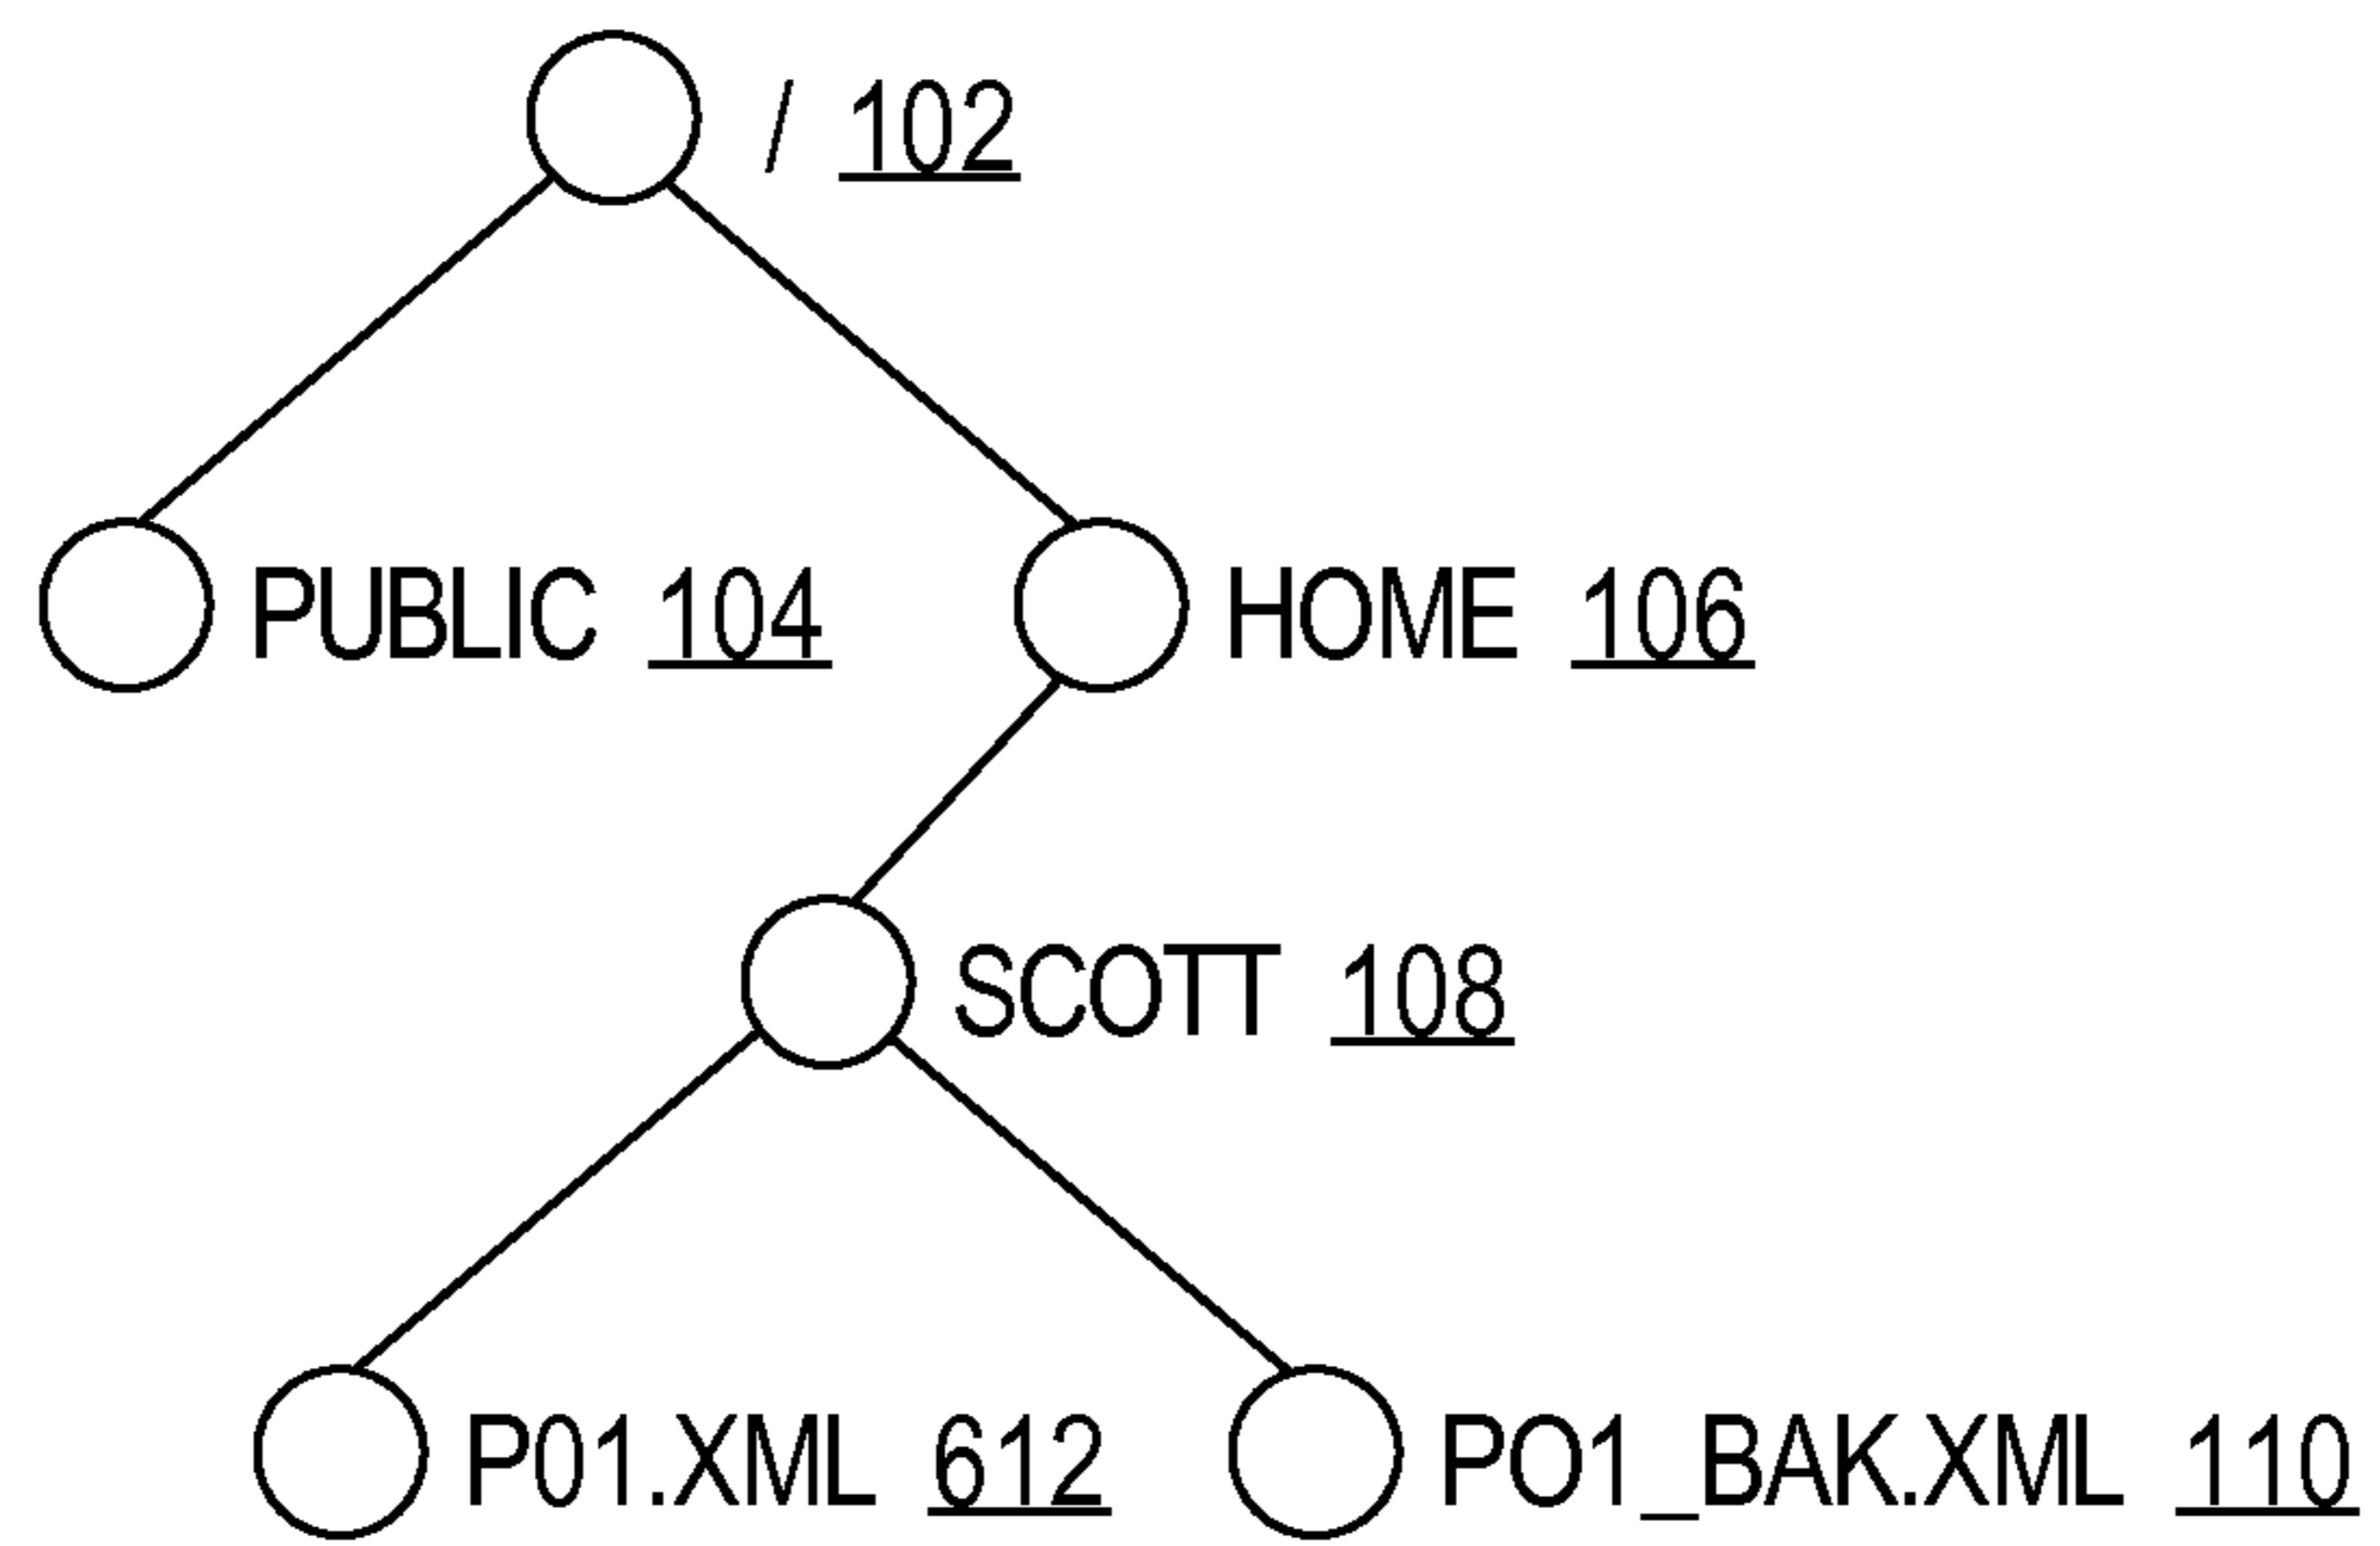 / 102
PUBLIC 104
HOME 106
SCOTT 108
P01.XML 612
PO1_BAK.XML 110